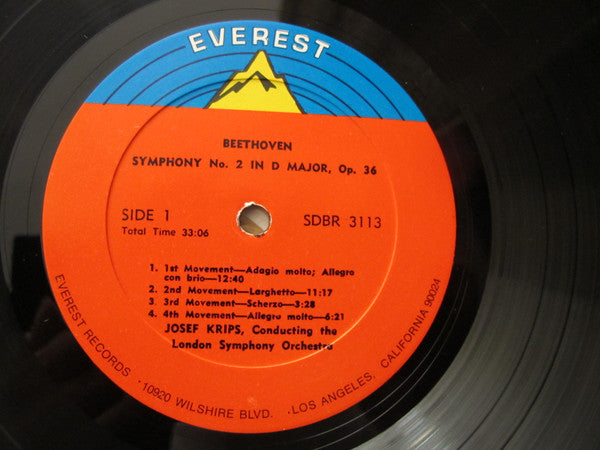 EVEREST
BEETHOVEN
SYMPHONY No. 2 IN D MAJOR, Op. 36
SIDE 1
Total Time 33:06
SDBR 3113
1. 1st Movement—Adagio molto; Allegro
con brio—12:40
2. 2nd Movement—Larghetto—11:17
3. 3rd Movement—Scherzo—3:28
4. 4th Movement—Allegro molto—6:21
JOSEF KRIPS, Conducting the
London Symphony Orchestra
EVEREST RECORDS · 10920 WILSHIRE BLVD. · LOS ANGELES, CALIFORNIA 90024